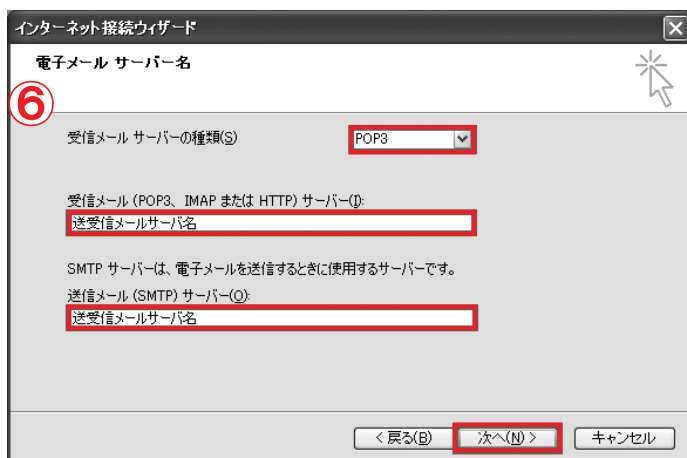 インターネット接続ウィザード
電子メール サーバー名
⑥
受信メール サーバーの種類(S)
POP3
受信メール (POP3、IMAP または HTTP) サーバー(I):
送受信メールサーバ名
SMTP サーバーは、電子メールを送信するときに使用するサーバーです。
送信メール (SMTP) サーバー(O):
送受信メールサーバ名
< 戻る(B) 次へ(N) > キャンセル